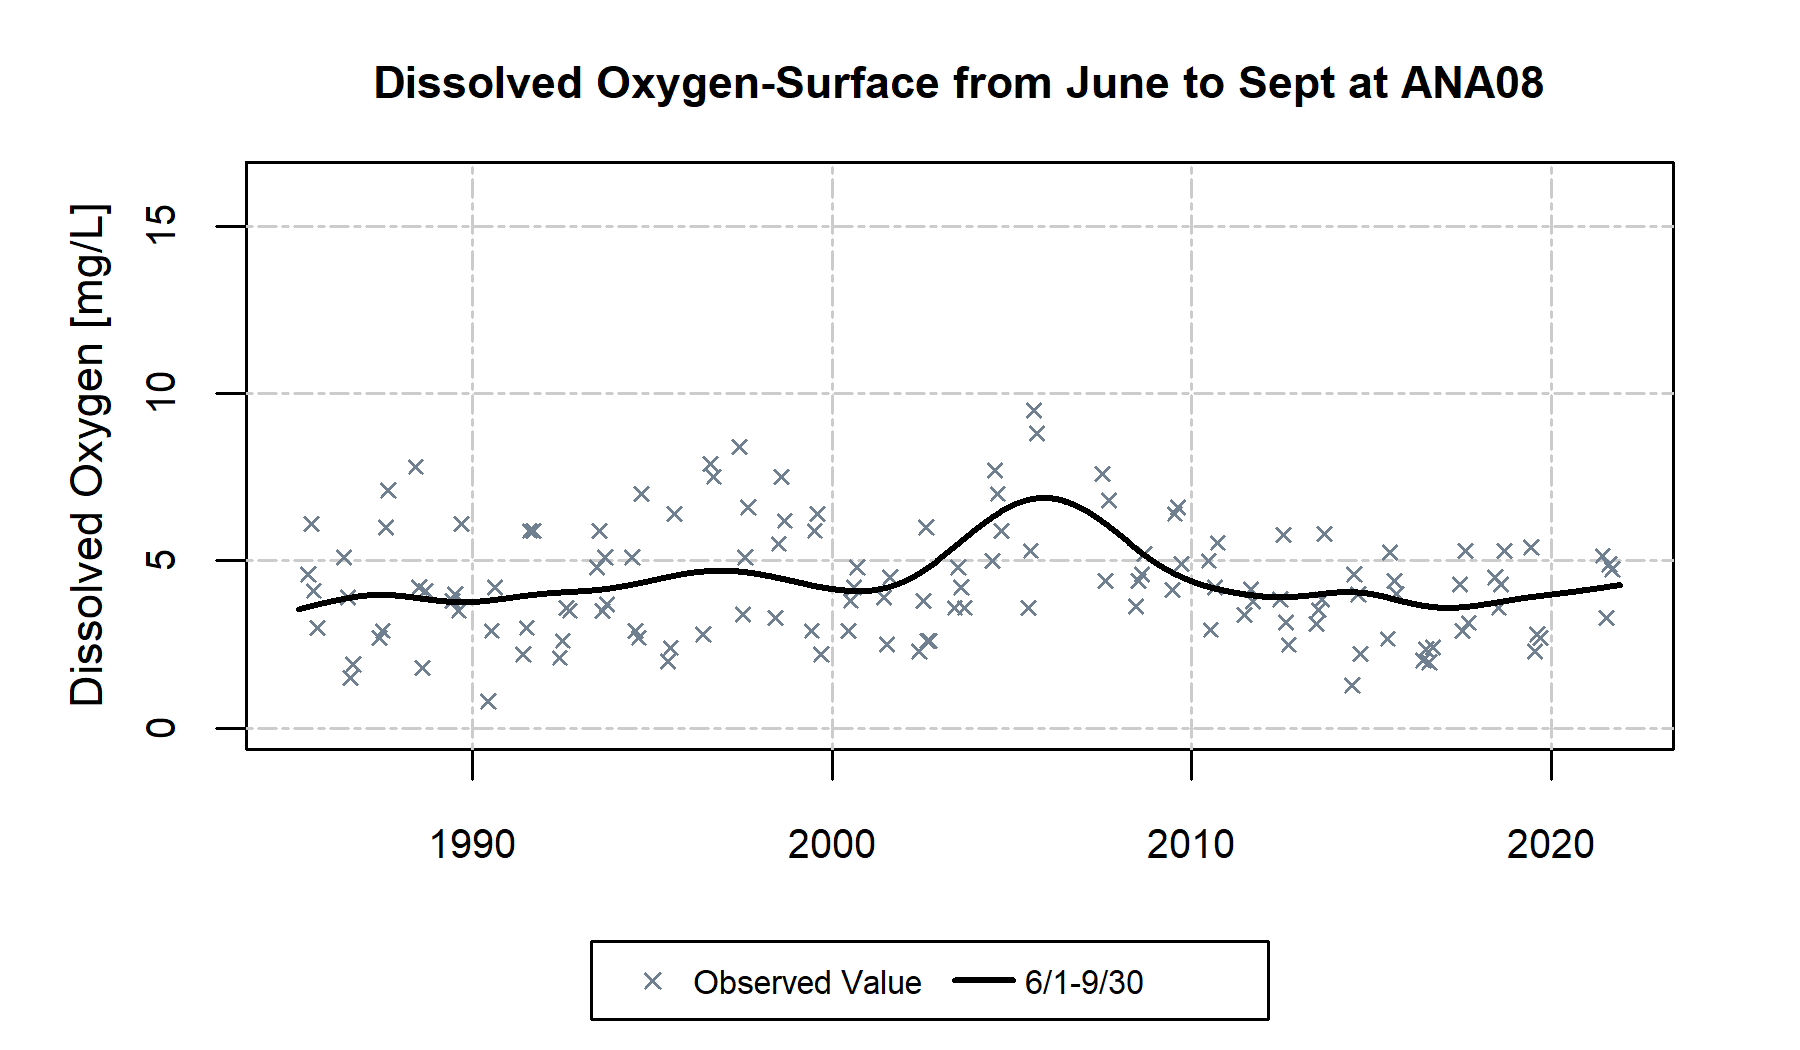 Dissolved Oxygen-Surface from June to Sept at ANA08
Dissolved Oxygen [mg/L]
15
10
5
0
1990 2000 2010 2020
Observed Value 6/1-9/30